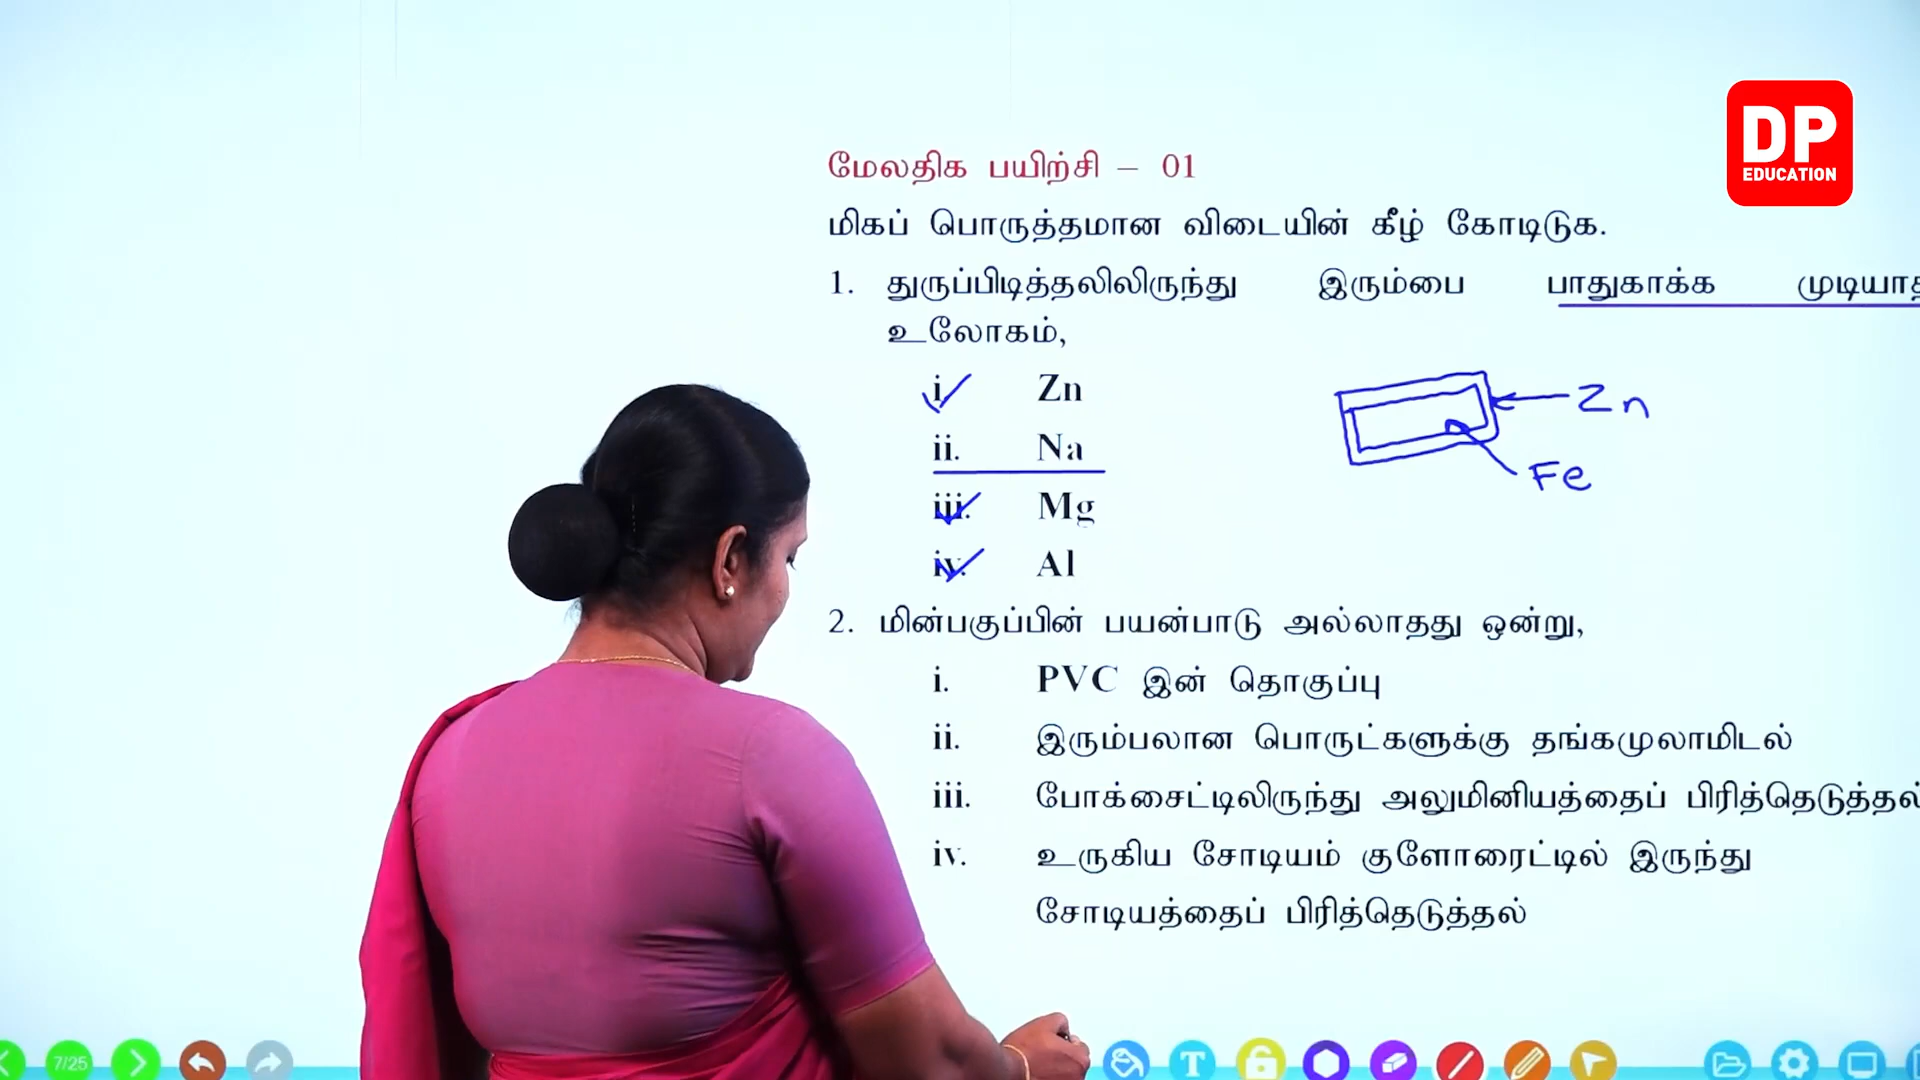 DP
EDUCATION
மேலதிக பயிற்சி – 01
மிகப் பொருத்தமான விடையின் கீழ் கோடிடுக.
1. துருப்பிடித்தலிலிருந்து இரும்பை பாதுகாக்க
உலோகம்,
i. Zn
ii. Na
iii. Mg
iv. Al
Zn
Fe
2. மின்பகுப்பின் பயன்பாடு அல்லாதது ஒன்று,
i. PVC இன் தொகுப்பு
ii. இரும்பலான பொருட்களுக்கு தங்கமுலாமிடல்
iii. போக்சைட்டிலிருந்து அலுமினியத்தைப் பிரித்தெடுத்தல்
iv. உருகிய சோடியம் குளோரைட்டில் இருந்து
சோடியத்தைப் பிரித்தெடுத்தல்
7/25
T